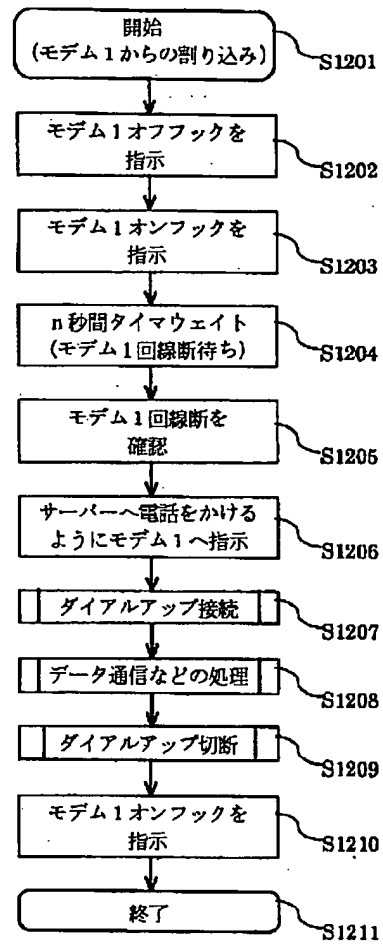 開始
(モデム1からの割り込み)
S1201
モデム1オフフックを
指示
S1202
モデム1オンフックを
指示
S1203
n秒間タイマウェイト
(モデム1回線断待ち)
S1204
モデム1回線断を
確認
S1205
サーバーへ電話をかける
ようにモデム1へ指示
S1206
ダイアルアップ接続
S1207
データ通信などの処理
S1208
ダイアルアップ切断
S1209
モデム1オンフックを
指示
S1210
終了
S1211